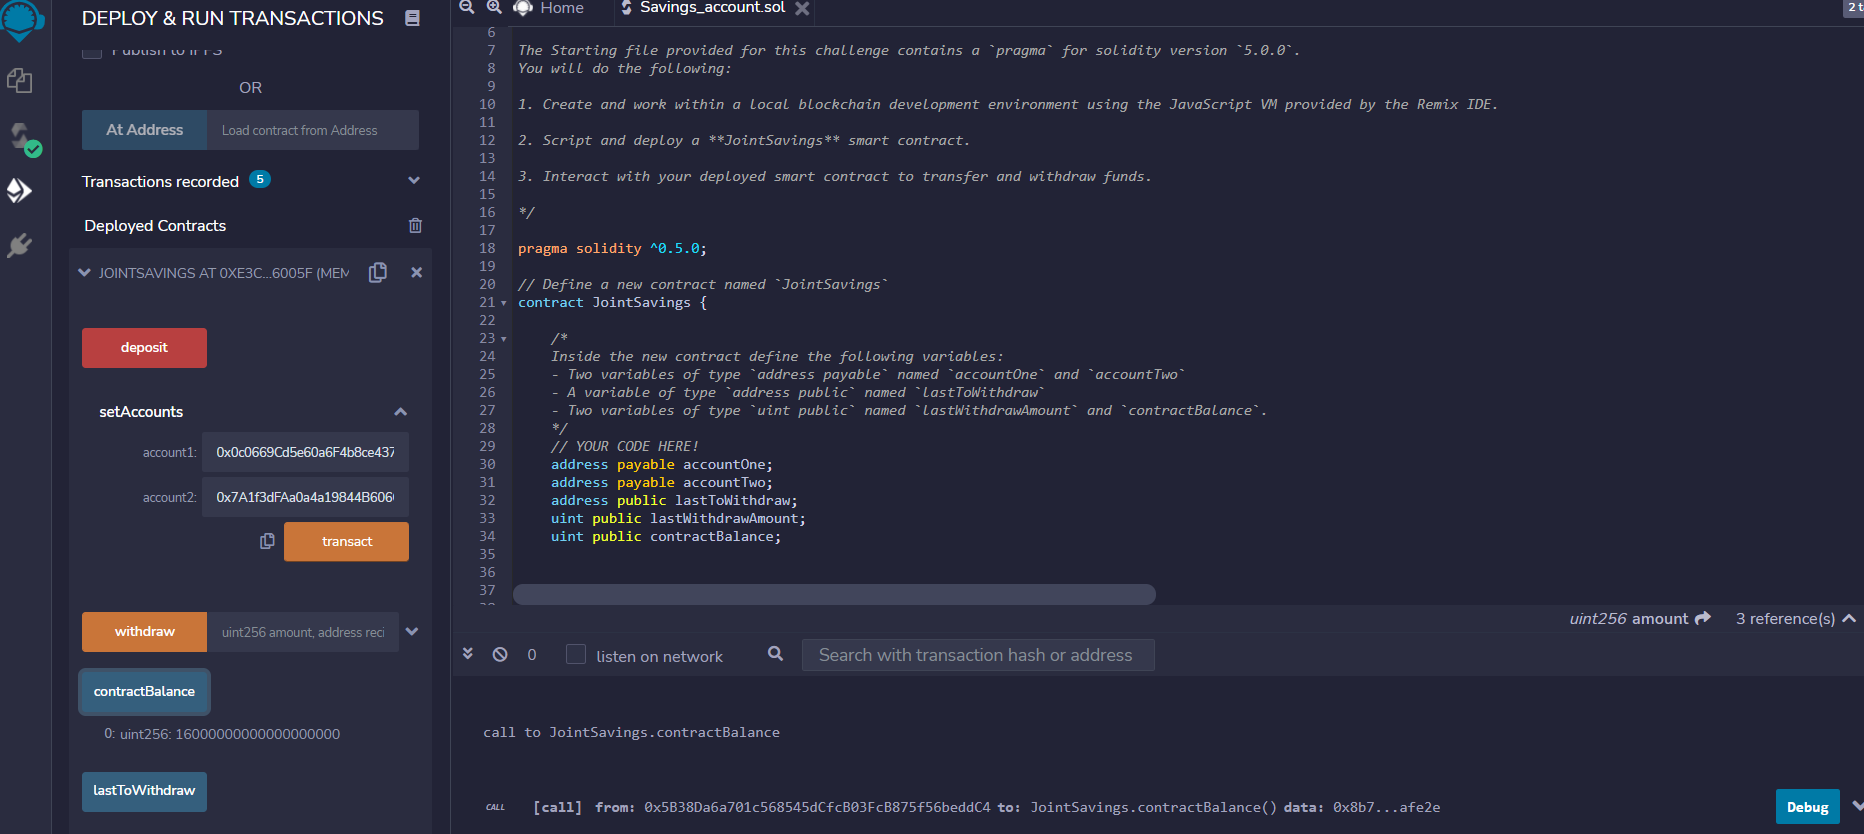 DEPLOY & RUN TRANSACTIONS
Publish to IPFS
OR
At Address
Load contract from Address
Transactions recorded 5
Deployed Contracts
JOINTSAVINGS AT 0XE3C...6005F (MEM
deposit
setAccounts
account1: 0x0c0669Cd5e60a6F4b8ce437
account2: 0x7A1f3dFAa0a4a19844B606
transact
withdraw
uint256 amount, address reci
contractBalance
0: uint256: 16000000000000000000
lastToWithdraw
Home
Savings_account.sol
2 t
6
7 The Starting file provided for this challenge contains a `pragma` for solidity version `5.0.0`.
8 You will do the following:
9
10 1. Create and work within a local blockchain development environment using the JavaScript VM provided by the Remix IDE.
11
12 2. Script and deploy a **JointSavings** smart contract.
13
14 3. Interact with your deployed smart contract to transfer and withdraw funds.
15
16 */
17
18 pragma solidity ^0.5.0;
19
20 // Define a new contract named `JointSavings`
21 contract JointSavings {
22
23 /*
24 Inside the new contract define the following variables:
25 - Two variables of type `address payable` named `accountOne` and `accountTwo`
26 - A variable of type `address public` named `lastToWithdraw`
27 - Two variables of type `uint public` named `lastWithdrawAmount` and `contractBalance`.
28 */
29 // YOUR CODE HERE!
30 address payable accountOne;
31 address payable accountTwo;
32 address public lastToWithdraw;
33 uint public lastWithdrawAmount;
34 uint public contractBalance;
35
36
37
uint256 amount
3 reference(s)
0
listen on network
Search with transaction hash or address
call to JointSavings.contractBalance
CALL
[call] from: 0x5B38Da6a701c568545dCfcB03FcB875f56beddC4 to: JointSavings.contractBalance() data: 0x8b7...afe2e
Debug